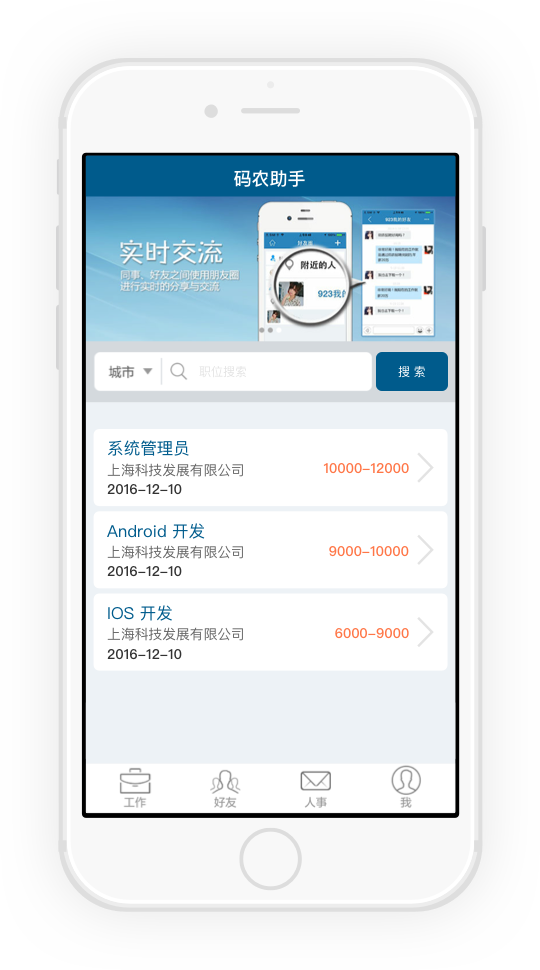 码农助手
实时交流
同事、好友之间使用朋友圈
进行实时的分享与交流
附近的人
923我的
城市
职位搜索
搜 索
系统管理员
上海科技发展有限公司
10000-12000
2016-12-10
Android 开发
上海科技发展有限公司
9000-10000
2016-12-10
IOS 开发
上海科技发展有限公司
6000-9000
2016-12-10
工作
好友
人事
我